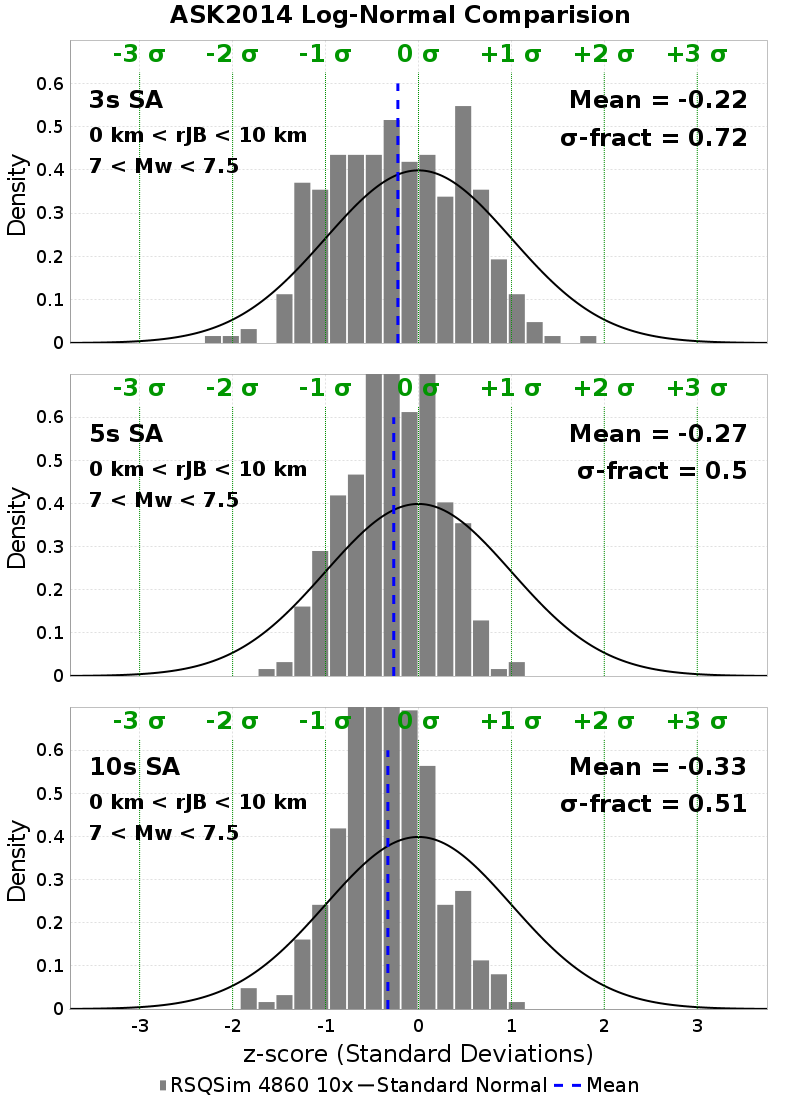 ASK2014 Log-Normal Comparision
-3 σ -2 σ -1 σ 0 σ +1 σ +2 σ +3 σ
3s SA
0 km < rJB < 10 km
7 < Mw < 7.5
Mean = -0.22
σ-fract = 0.72
0.6
0.5
0.4
0.3
0.2
0.1
0
Density
-3 σ -2 σ -1 σ 0 σ +1 σ +2 σ +3 σ
5s SA
0 km < rJB < 10 km
7 < Mw < 7.5
Mean = -0.27
σ-fract = 0.5
0.6
0.5
0.4
0.3
0.2
0.1
0
Density
-3 σ -2 σ -1 σ 0 σ +1 σ +2 σ +3 σ
10s SA
0 km < rJB < 10 km
7 < Mw < 7.5
Mean = -0.33
σ-fract = 0.51
0.6
0.5
0.4
0.3
0.2
0.1
0
Density
-3 -2 -1 0 1 2 3
z-score (Standard Deviations)
RSQSim 4860 10x Standard Normal Mean